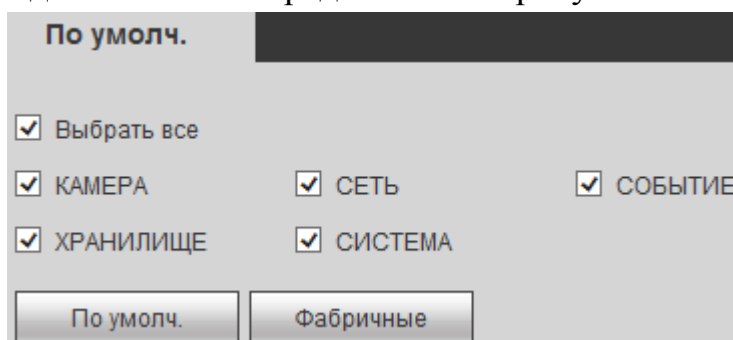 По умолч.
Выбрать все
КАМЕРА СЕТЬ СОБЫТИЕ
ХРАНИЛИЩЕ СИСТЕМА
По умолч. Фабричные